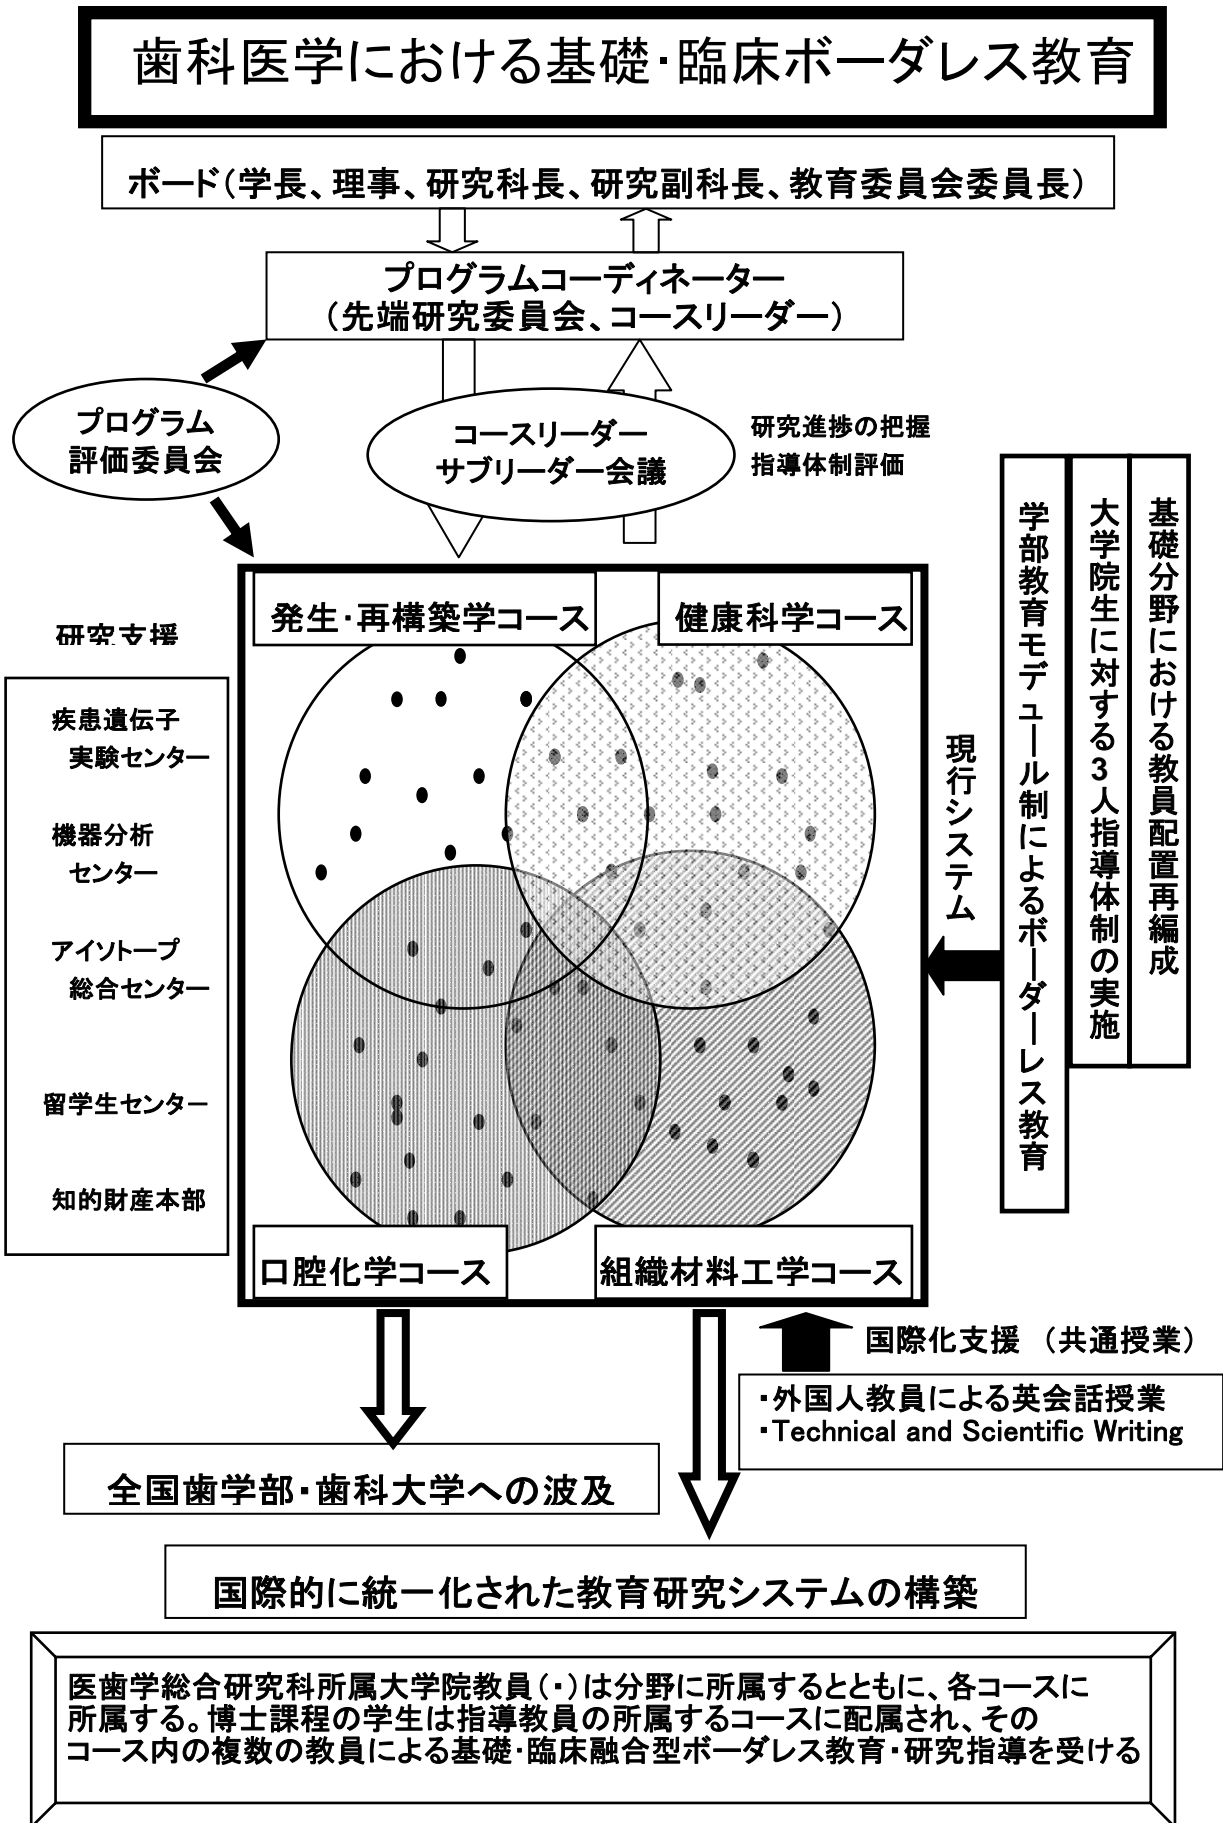 歯科医学における基礎・臨床ボーダレス教育
ボード（学長、理事、研究科長、研究副科長、教育委員会委員長）
プログラムコーディネーター
（先端研究委員会、コースリーダー）
プログラム
評価委員会
コースリーダー
サブリーダー会議
研究進捗の把握
指導体制評価
発生・再構築学コース
健康科学コース
研究支援
疾患遺伝子
実験センター
機器分析
センター
アイソトープ
総合センター
留学生センター
知的財産本部
現行システム
学部教育モデュール制によるボーダーレス教育
大学院生に対する3人指導体制の実施
基礎分野における教員配置再編成
口腔化学コース
組織材料工学コース
国際化支援 （共通授業）
・外国人教員による英会話授業
・Technical and Scientific Writing
全国歯学部・歯科大学への波及
国際的に統一化された教育研究システムの構築
医歯学総合研究科所属大学院教員（・）は分野に所属するとともに、各コースに
所属する。博士課程の学生は指導教員の所属するコースに配属され、その
コース内の複数の教員による基礎・臨床融合型ボーダレス教育・研究指導を受ける